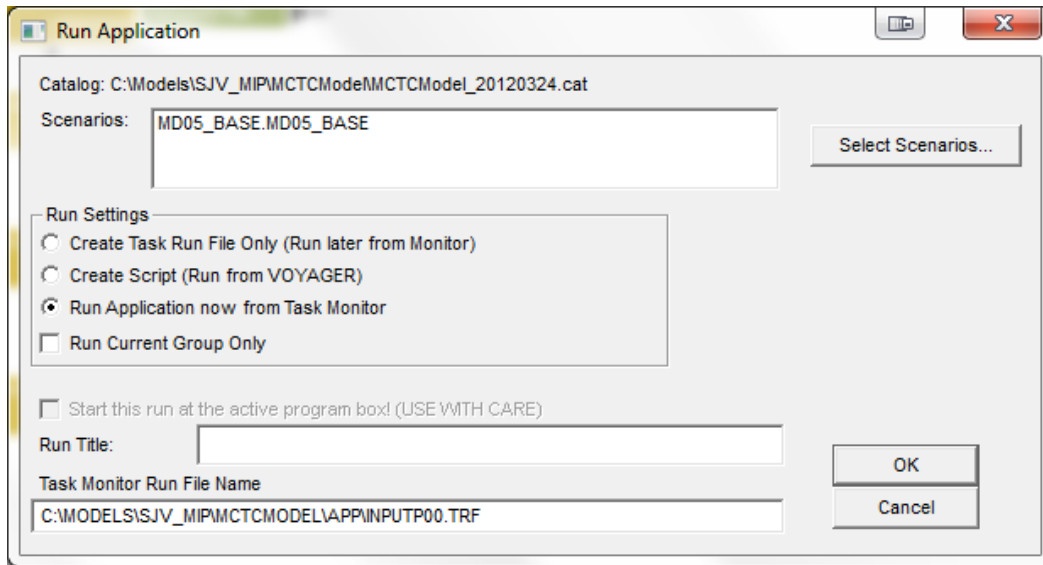 Run Application
Catalog: C:\Models\SJV_MIP\MCTCModel\MCTCModel_20120324.cat
Scenarios:
MD05_BASE.MD05_BASE
Select Scenarios...
Run Settings
Create Task Run File Only (Run later from Monitor)
Create Script (Run from VOYAGER)
Run Application now from Task Monitor
Run Current Group Only
Start this run at the active program box! (USE WITH CARE)
Run Title:
OK
Task Monitor Run File Name
C:\MODELS\SJV_MIP\MCTCMODEL\APP\INPUTP00.TRF
Cancel